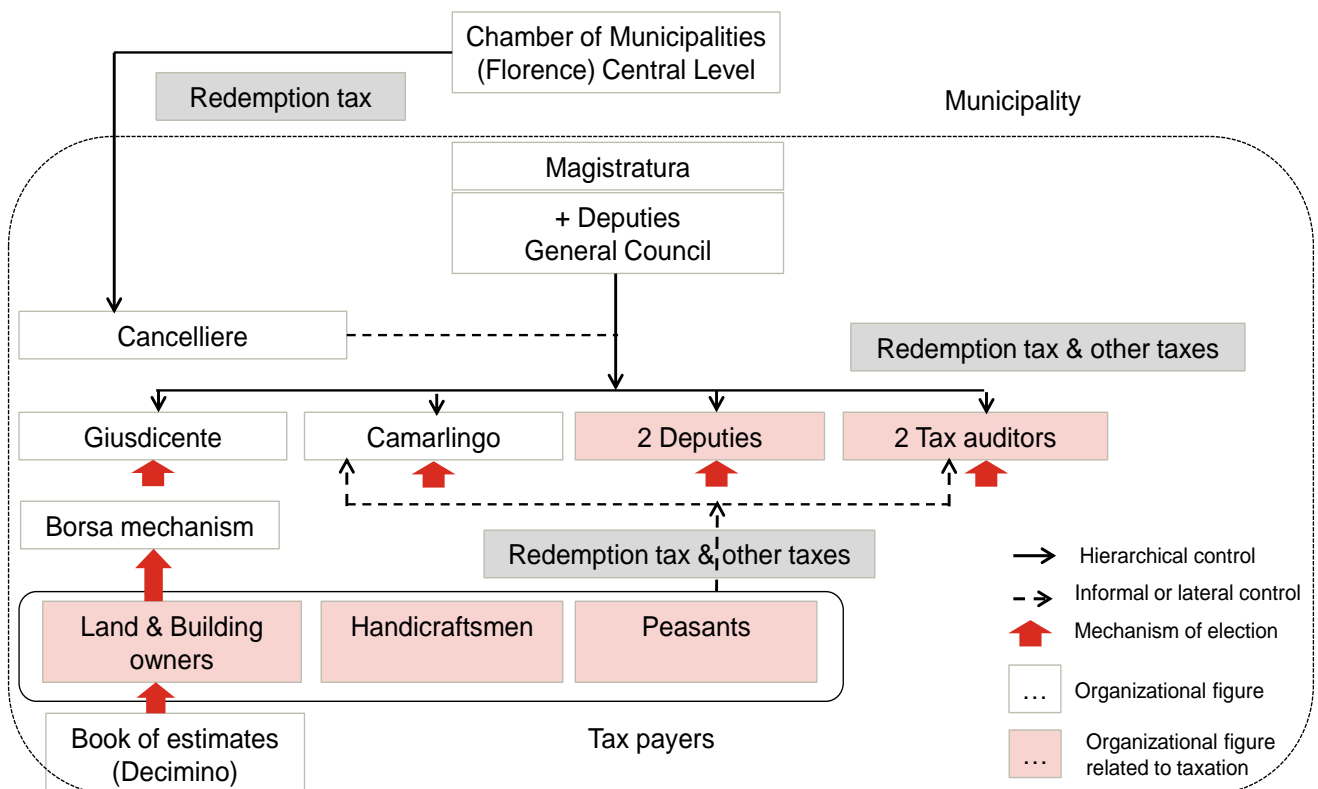 Chamber of Municipalities
(Florence) Central Level
Redemption tax
Municipality
Magistratura
+ Deputies
General Council
Cancelliere
Redemption tax & other taxes
Giusdicente
Camarlingo
2 Deputies
2 Tax auditors
Borsa mechanism
Redemption tax & other taxes
Hierarchical control
Informal or lateral control
Mechanism of election
Land & Building
owners
Handicraftsmen
Peasants
… Organizational figure
Book of estimates
(Decimino)
Tax payers
… Organizational figure
related to taxation